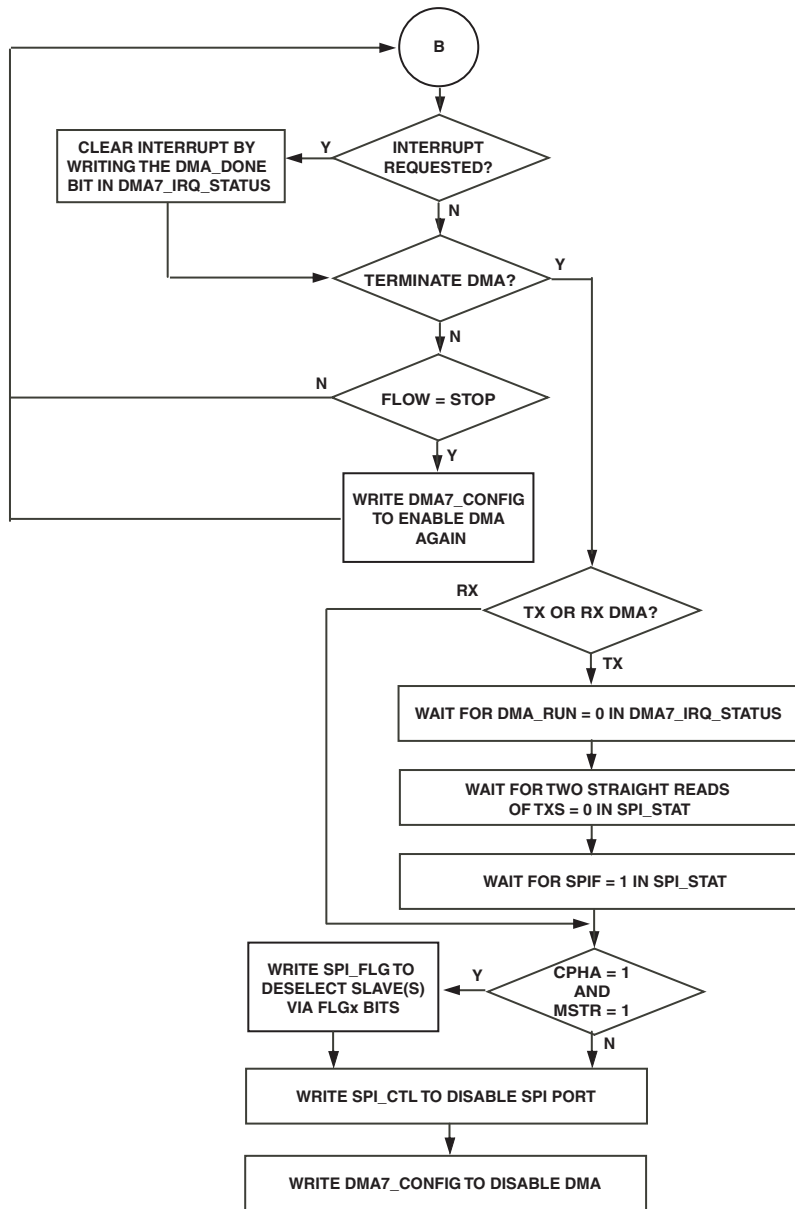 B
INTERRUPT
REQUESTED?
Y
CLEAR INTERRUPT BY
WRITING THE DMA_DONE
BIT IN DMA7_IRQ_STATUS
N
TERMINATE DMA?
Y
N
FLOW = STOP
N
Y
WRITE DMA7_CONFIG
TO ENABLE DMA
AGAIN
TX OR RX DMA?
RX
TX
WAIT FOR DMA_RUN = 0 IN DMA7_IRQ_STATUS
WAIT FOR TWO STRAIGHT READS
OF TXS = 0 IN SPI_STAT
WAIT FOR SPIF = 1 IN SPI_STAT
CPHA = 1
AND
MSTR = 1
Y
WRITE SPI_FLG TO
DESELECT SLAVE(S)
VIA FLGx BITS
N
WRITE SPI_CTL TO DISABLE SPI PORT
WRITE DMA7_CONFIG TO DISABLE DMA